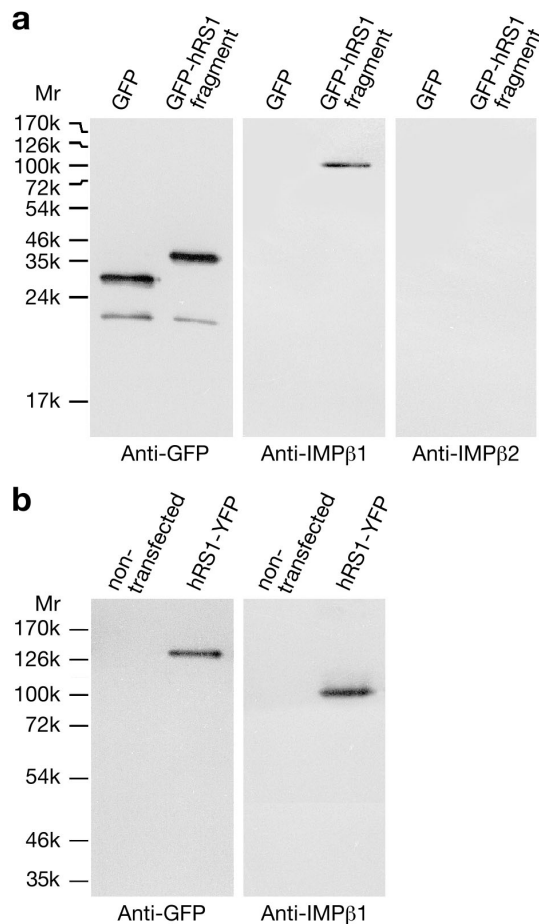 a
Mr
GFP
GFP-hRS1
fragment
GFP
GFP-hRS1
fragment
GFP
GFP-hRS1
fragment
170k
126k
100k
72k
54k
46k
35k
24k
17k
Anti-GFP
Anti-IMPβ1
Anti-IMPβ2
b
Mr
non-
transfected
hRS1-YFP
non-
transfected
hRS1-YFP
170k
126k
100k
72k
54k
46k
35k
Anti-GFP
Anti-IMPβ1